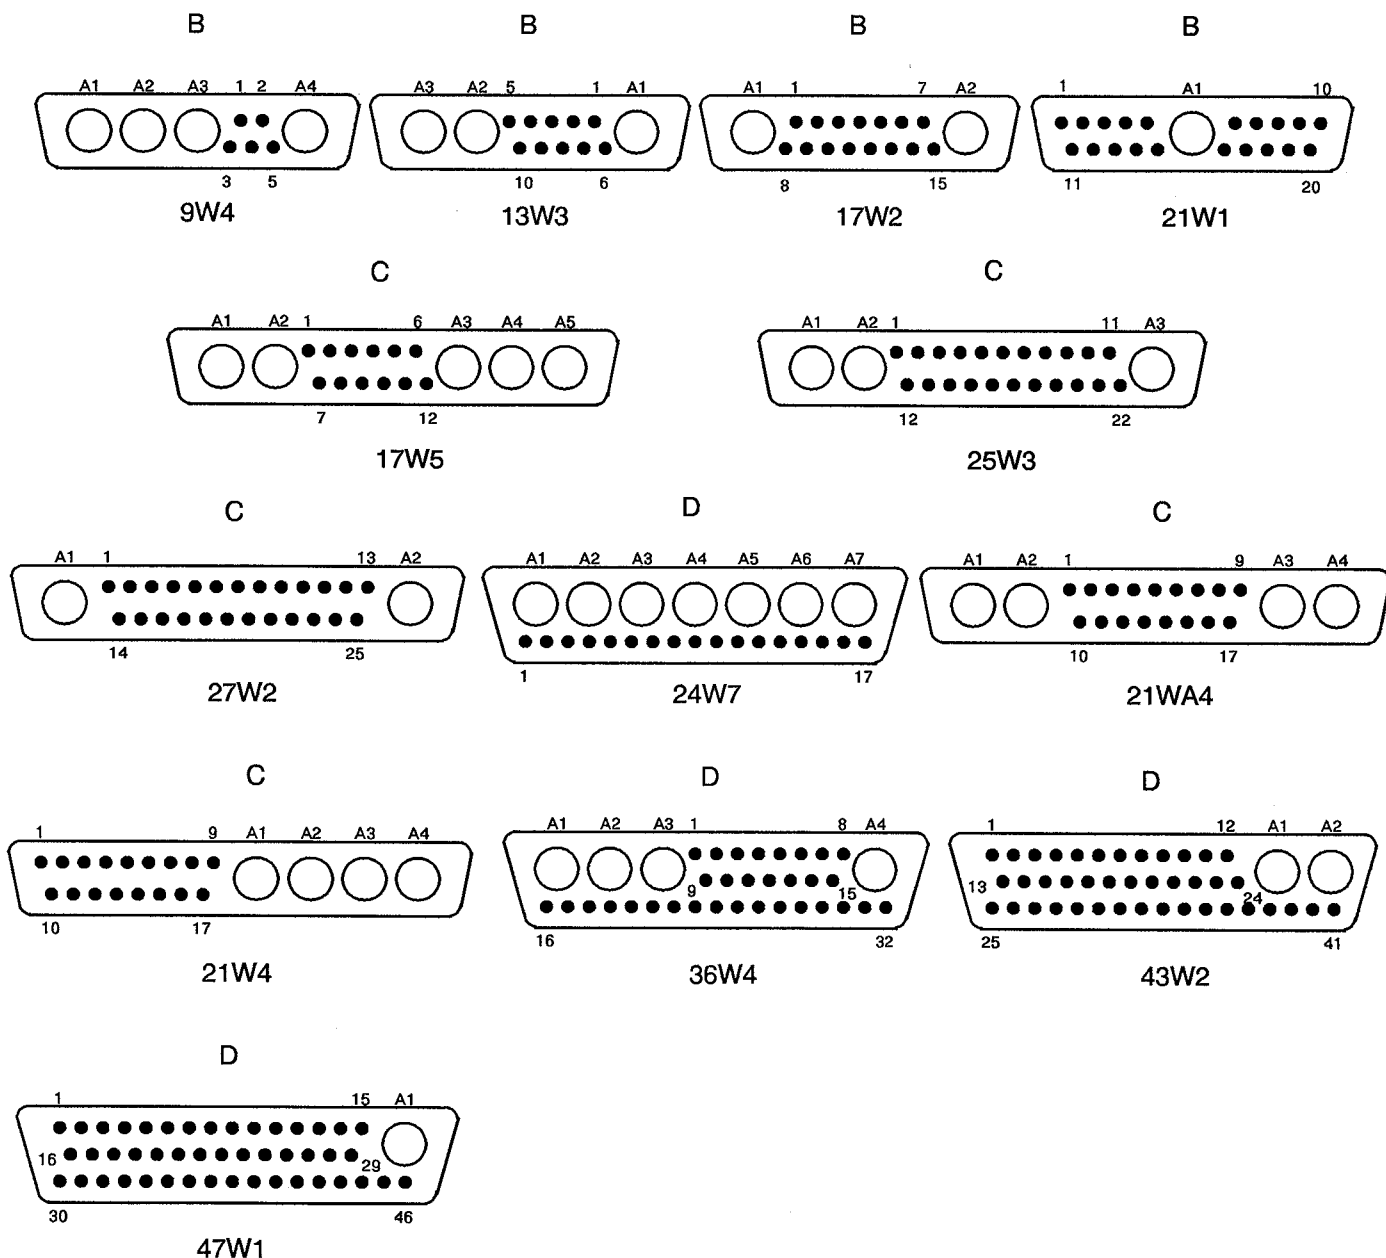 B B B B
A1 A2 A3 1 2 A4 A3 A2 5 1 A1 A1 1 7 A2 1 A1 10
3 5 10 6 8 15 11 20
9W4 13W3 17W2 21W1
C C
A1 A2 1 6 A3 A4 A5 A1 A2 1 11 A3
7 12 12 22
17W5 25W3
C D C
A1 1 13 A2 A1 A2 A3 A4 A5 A6 A7 A1 A2 1 9 A3 A4
14 25 1 17 10 17
27W2 24W7 21WA4
C D D
1 9 A1 A2 A3 A4 A1 A2 A3 1 8 A4 1 12 A1 A2
9 15 13 24
10 17 16 32 25 41
21W4 36W4 43W2
D
1 15 A1
16 29
30 46
47W1